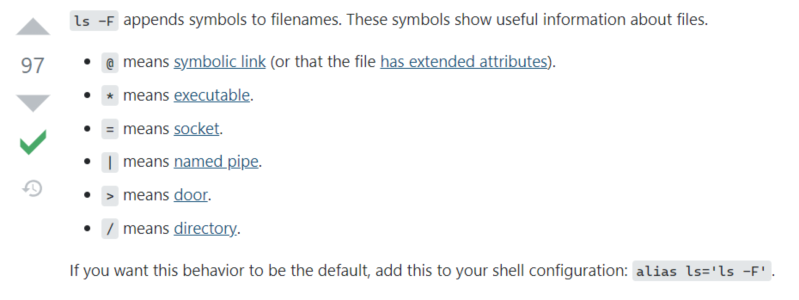 ls -F appends symbols to filenames. These symbols show useful information about files.
97
• @ means symbolic link (or that the file has extended attributes).
• * means executable.
• = means socket.
• | means named pipe.
• > means door.
• / means directory.
If you want this behavior to be the default, add this to your shell configuration: alias ls='ls -F'.